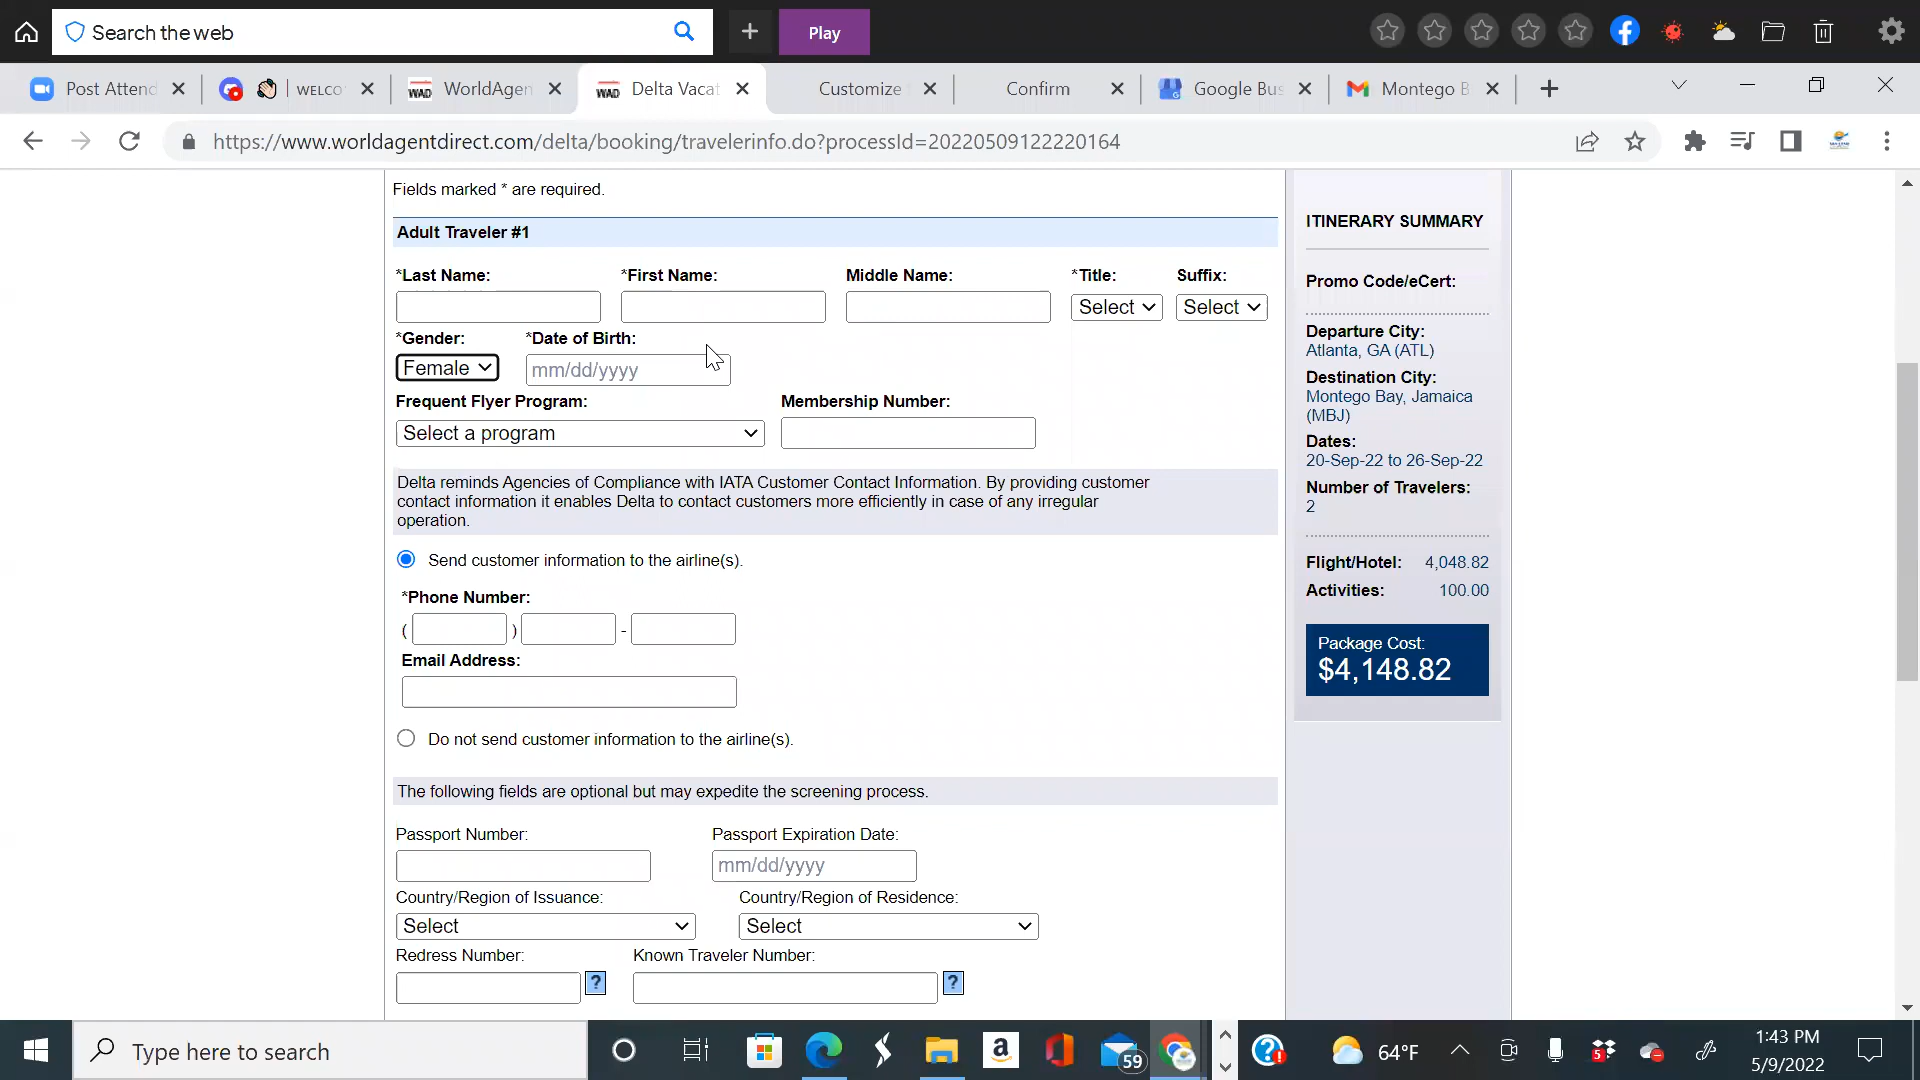 Search the web
Play
Post Attend
WELCO
WAD WorldAgen
WAD Delta Vacat
Customize
Confirm
Google Bus
Montego B
https://www.worldagentdirect.com/delta/booking/travelerinfo.do?processId=20220509122220164
Fields marked * are required.
Adult Traveler #1
*Last Name:
*First Name:
Middle Name:
*Title:
Suffix:
Select
Select
*Gender:
*Date of Birth:
Female
mm/dd/yyyy
Frequent Flyer Program:
Membership Number:
Select a program
Delta reminds Agencies of Compliance with IATA Customer Contact Information. By providing customer
contact information it enables Delta to contact customers more efficiently in case of any irregular
operation.
Send customer information to the airline(s).
*Phone Number:
( ) -
Email Address:
Do not send customer information to the airline(s).
The following fields are optional but may expedite the screening process.
Passport Number:
Passport Expiration Date:
mm/dd/yyyy
Country/Region of Issuance:
Country/Region of Residence:
Select
Select
Redress Number:
Known Traveler Number:
?
?
ITINERARY SUMMARY
Promo Code/eCert:
Departure City:
Atlanta, GA (ATL)
Destination City:
Montego Bay, Jamaica
(MBJ)
Dates:
20-Sep-22 to 26-Sep-22
Number of Travelers:
2
Flight/Hotel: 4,048.82
Activities: 100.00
Package Cost:
$4,148.82
Type here to search
59
64°F
5
1:43 PM
5/9/2022